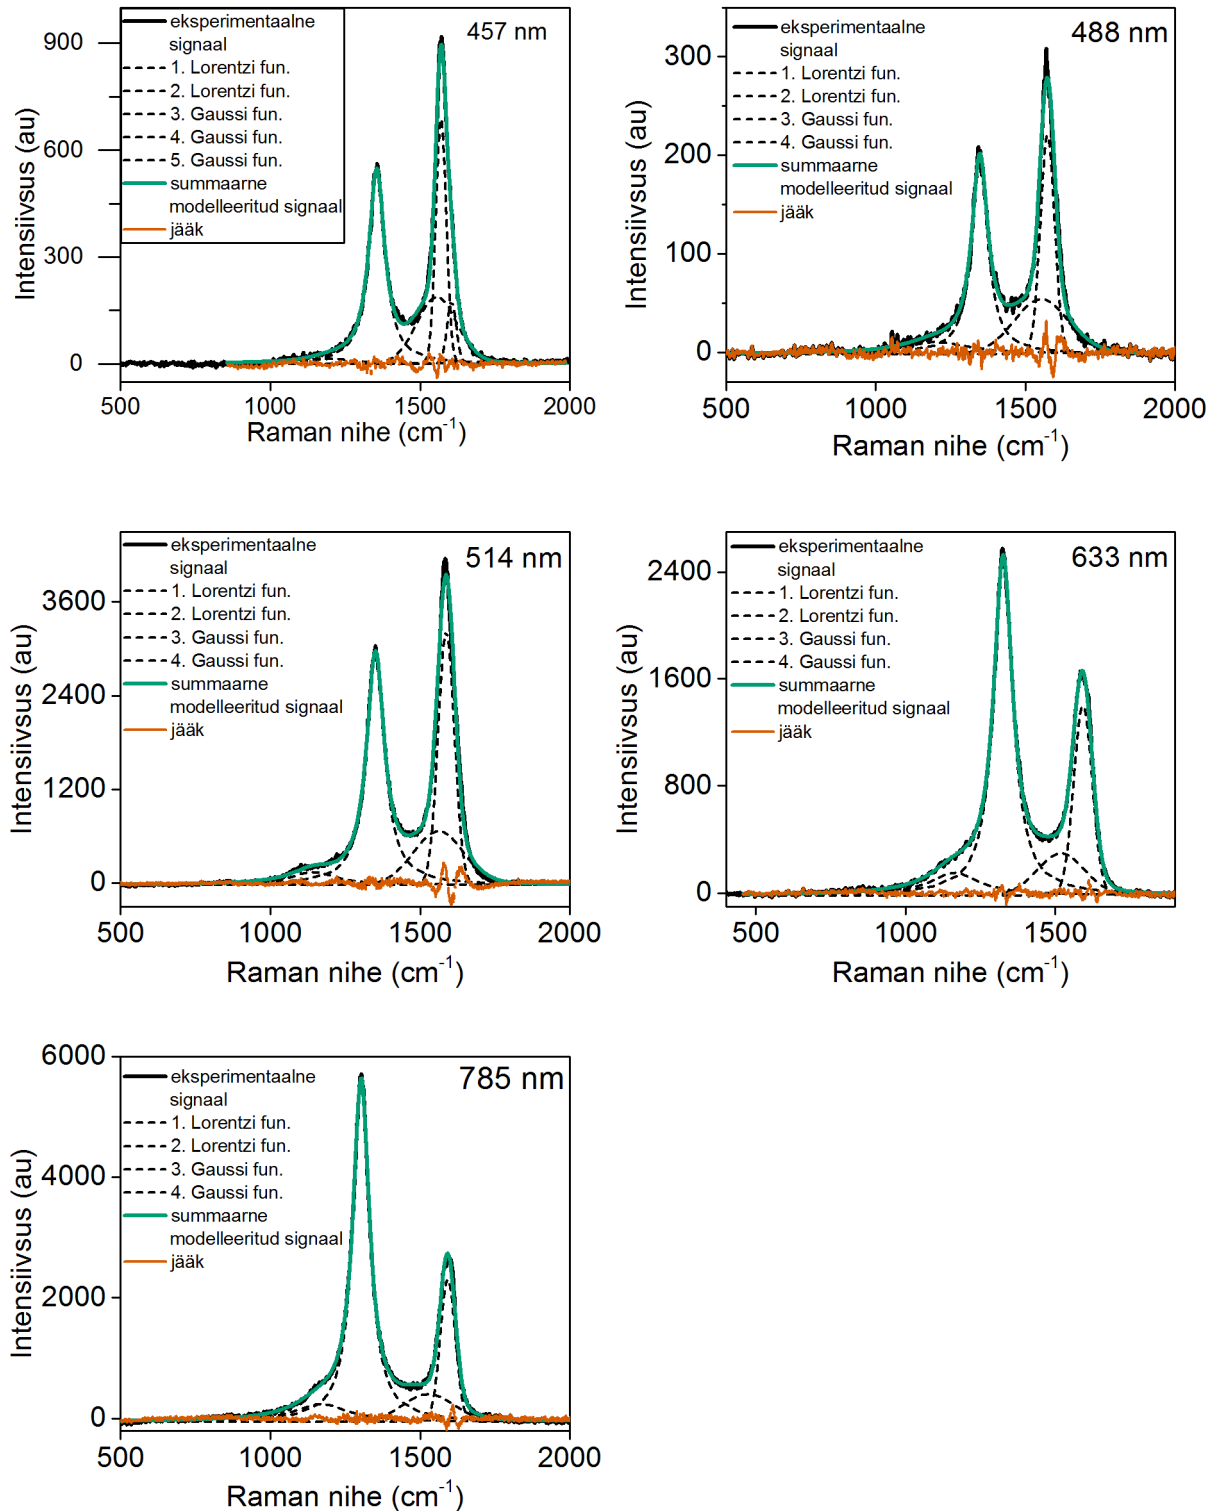 457 nm
eksperimentaalne
signaal
1. Lorentzi fun.
2. Lorentzi fun.
3. Gaussi fun.
4. Gaussi fun.
5. Gaussi fun.
summaarne
modelleeritud signaal
jääk
Intensiivsus (au)
900
600
300
0
500 1000 1500 2000
Raman nihe (cm-1)
488 nm
eksperimentaalne
signaal
1. Lorentzi fun.
2. Lorentzi fun.
3. Gaussi fun.
4. Gaussi fun.
summaarne
modelleeritud signaal
jääk
Intensiivsus (au)
300
200
100
0
500 1000 1500 2000
Raman nihe (cm-1)
514 nm
eksperimentaalne
signaal
1. Lorentzi fun.
2. Lorentzi fun.
3. Gaussi fun.
4. Gaussi fun.
summaarne
modelleeritud signaal
jääk
Intensiivsus (au)
3600
2400
1200
0
500 1000 1500 2000
Raman nihe (cm-1)
633 nm
eksperimentaalne
signaal
1. Lorentzi fun.
2. Lorentzi fun.
3. Gaussi fun.
4. Gaussi fun.
summaarne
modelleeritud signaal
jääk
Intensiivsus (au)
2400
1600
800
0
500 1000 1500
Raman nihe (cm-1)
785 nm
eksperimentaalne
signaal
1. Lorentzi fun.
2. Lorentzi fun.
3. Gaussi fun.
4. Gaussi fun.
summaarne
modelleeritud signaal
jääk
Intensiivsus (au)
6000
4000
2000
0
500 1000 1500 2000
Raman nihe (cm-1)